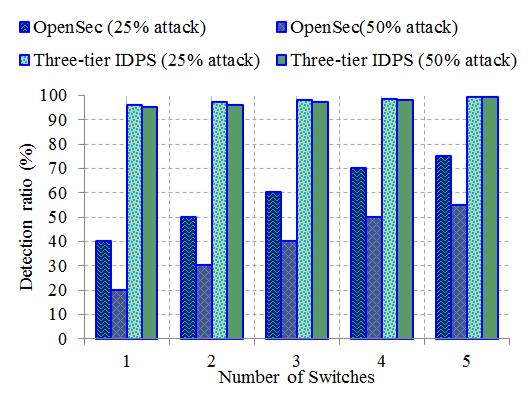 OpenSec (25% attack) OpenSec(50% attack)
Three-tier IDPS (25% attack) Three-tier IDPS (50% attack)
100
90
80
70
60
50
40
30
20
10
0
Detection ratio (%)
1 2 3 4 5
Number of Switches